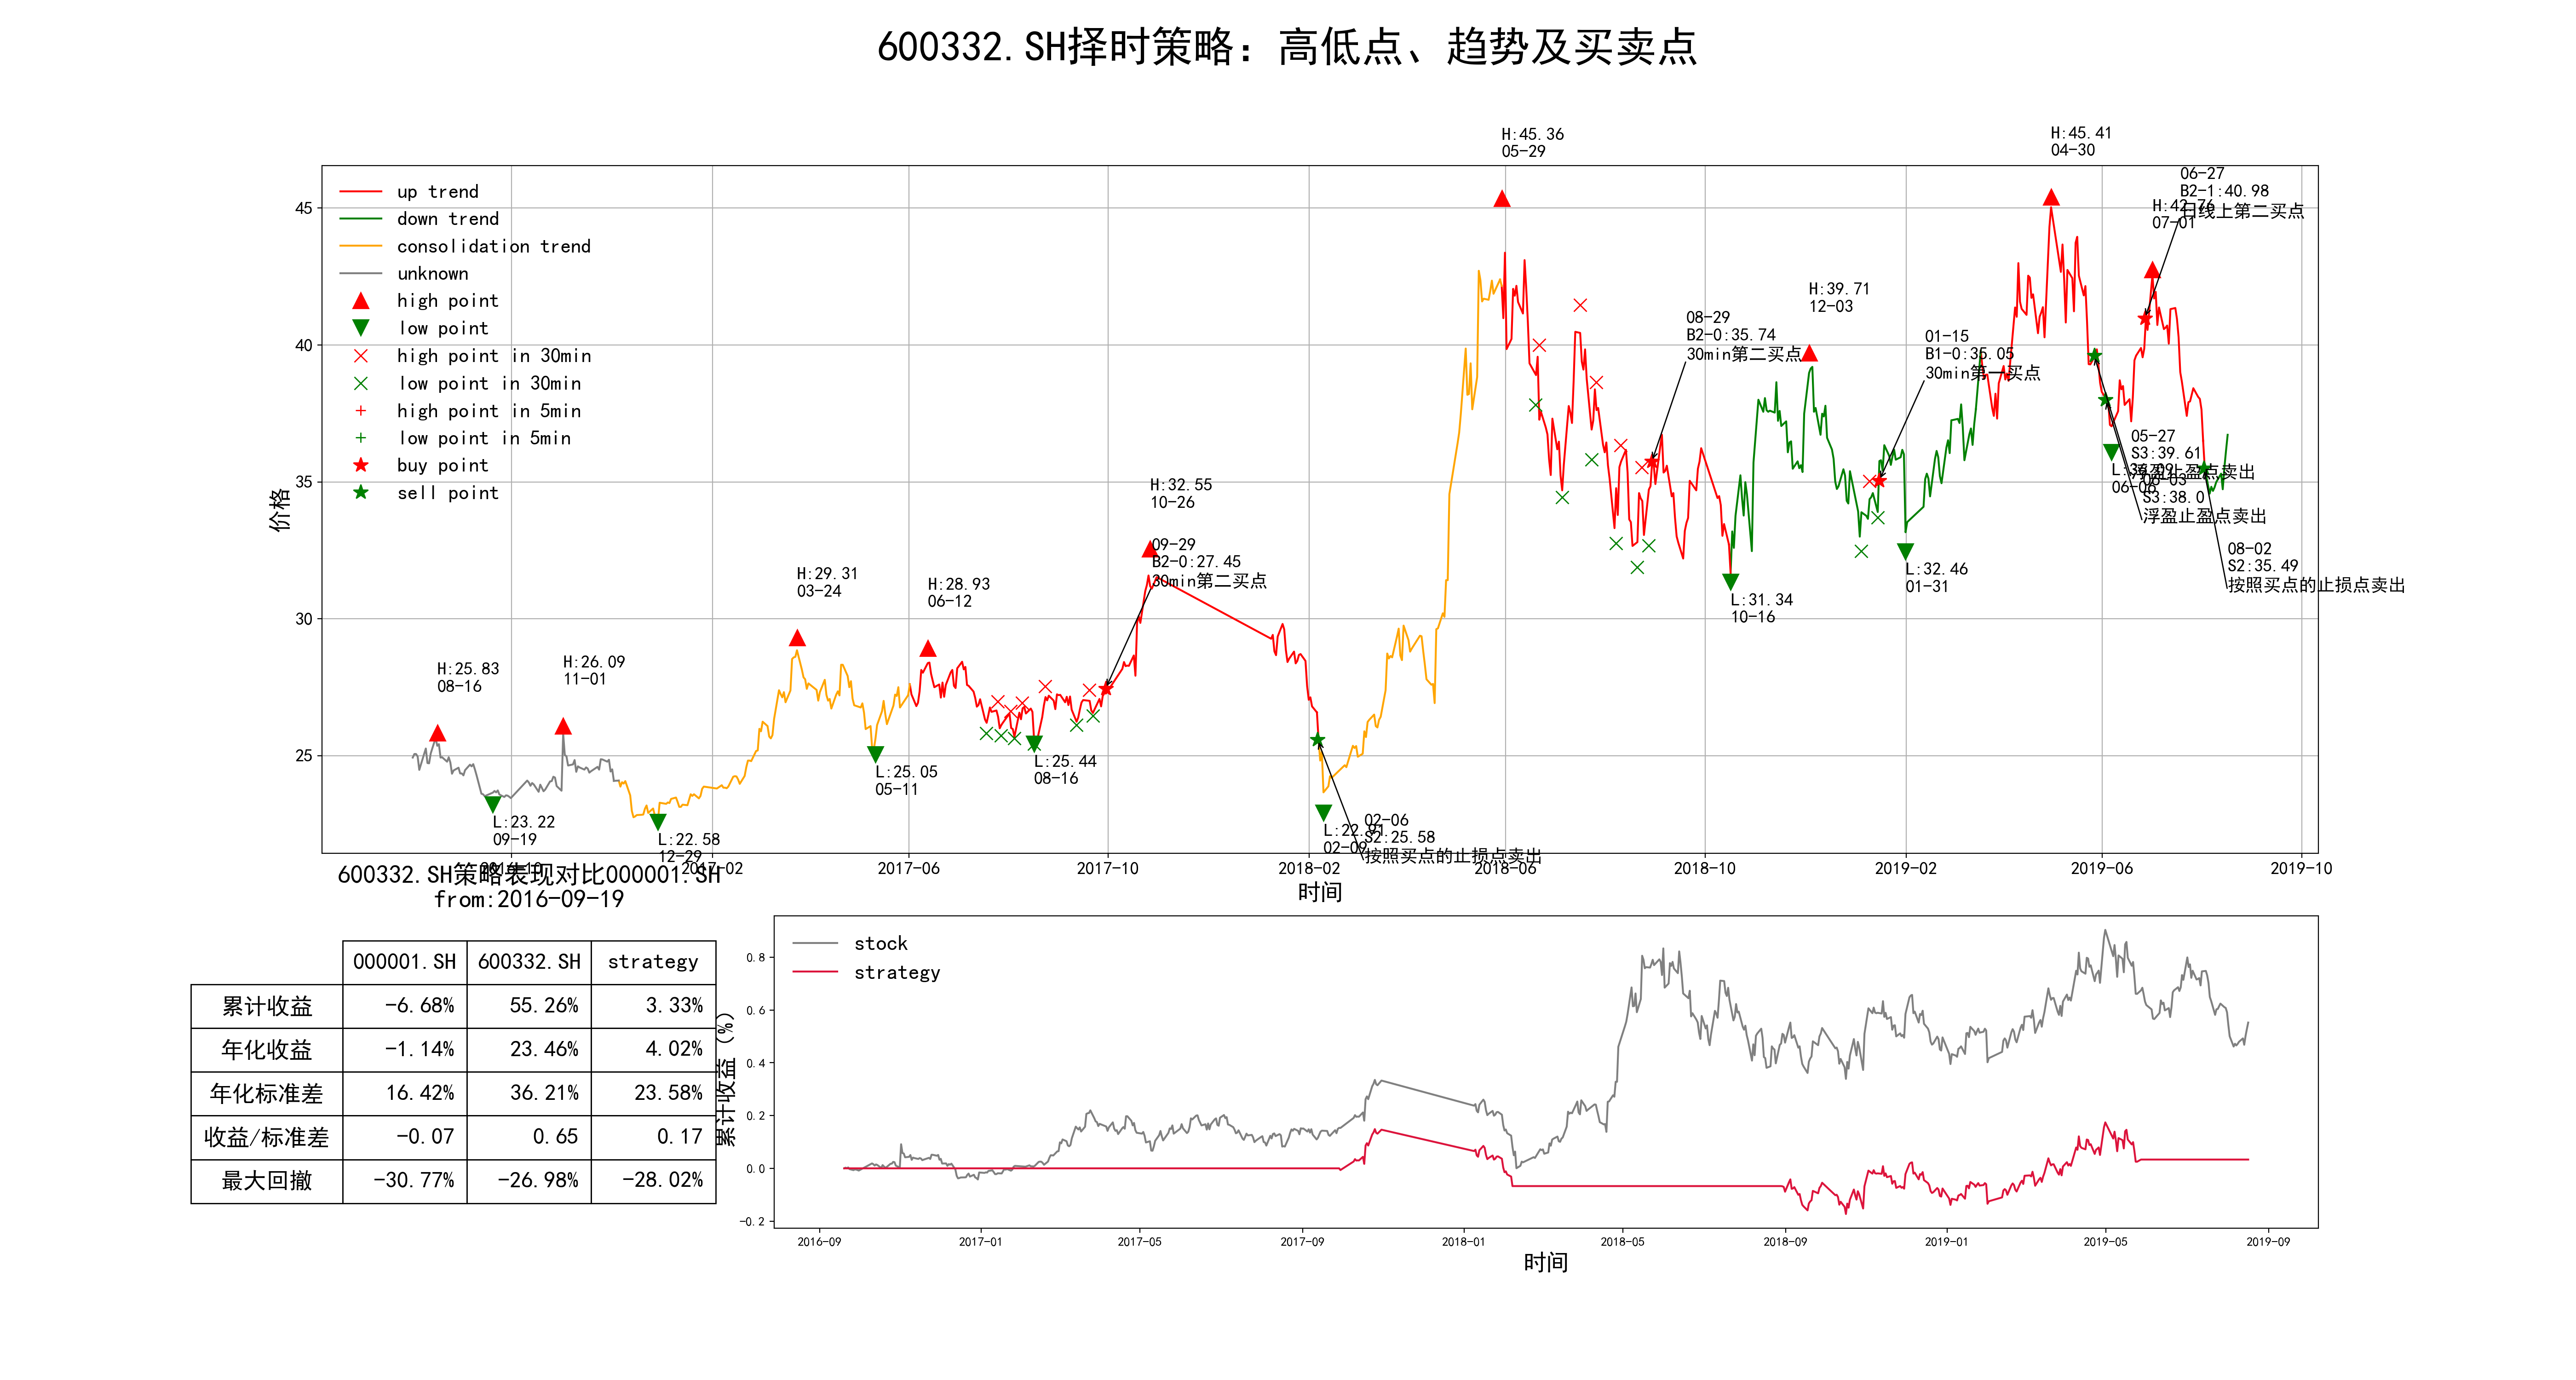 600332.SH择时策略：高低点、趋势及买卖点
H:45.36
05-29
H:45.41
04-30
06-27
B2-1:40.98
日线上第二买点
H:42.76
07-01
up trend
down trend
consolidation trend
unknown
high point
low point
high point in 30min
low point in 30min
high point in 5min
low point in 5min
buy point
sell point
45
40
35
30
25
价格
H:39.71
12-03
08-29
B2-0:35.74
30min第二买点
01-15
B1-0:35.05
30min第一买点
H:32.55
10-26
09-29
B2-0:27.45
30min第二买点
05-27
S3:39.61
浮盈止盈点卖出
06-06
06-03
S3:38.0
浮盈止盈点卖出
08-02
S2:35.49
按照买点的止损点卖出
H:29.31
03-24
H:28.93
06-12
L:32.46
01-31
L:31.34
10-16
H:25.83
08-16
H:26.09
11-01
L:25.05
05-11
L:25.44
08-16
L:23.22
09-19
L:22.58
12-29
L:22.91
02-09
02-06
S2:25.58
按照买点的止损点卖出
2016-10
2017-02
2017-06
2017-10
2018-02
2018-06
2018-10
2019-02
2019-06
2019-10
时间
600332.SH策略表现对比000001.SH
from:2016-09-19
000001.SH 600332.SH strategy
累计收益 -6.68% 55.26% 3.33%
年化收益 -1.14% 23.46% 4.02%
年化标准差 16.42% 36.21% 23.58%
收益/标准差 -0.07 0.65 0.17
最大回撤 -30.77% -26.98% -28.02%
stock
strategy
累计收益（%）
0.8
0.6
0.4
0.2
0.0
-0.2
2016-09
2017-01
2017-05
2017-09
2018-01
2018-05
2018-09
2019-01
2019-05
2019-09
时间